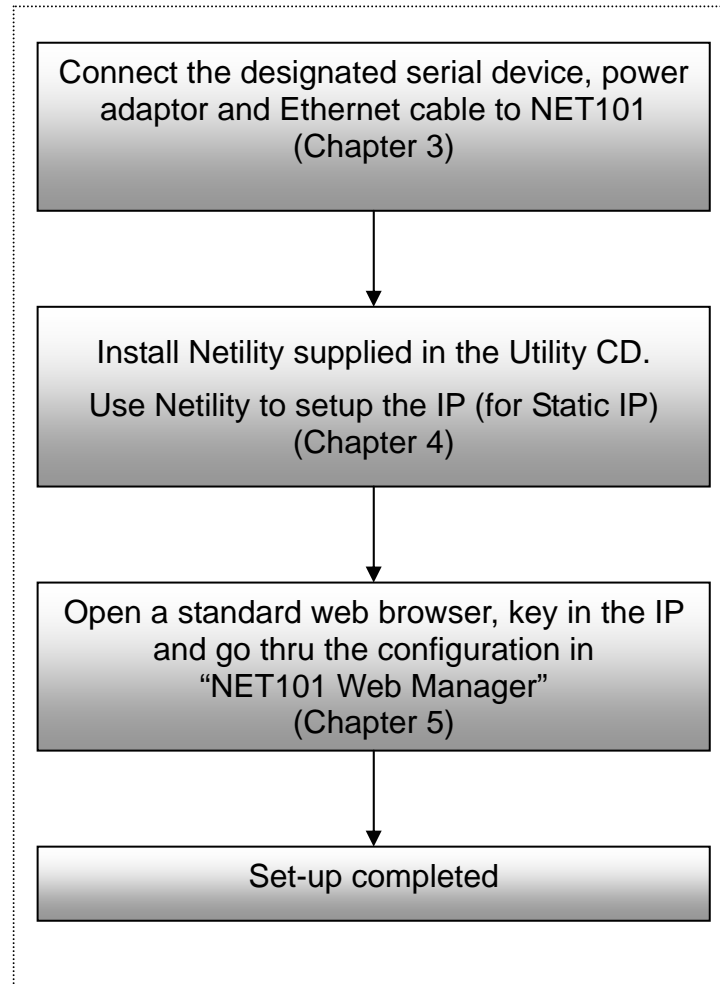 Connect the designated serial device, power
adaptor and Ethernet cable to NET101
(Chapter 3)
Install Netility supplied in the Utility CD.
Use Netility to setup the IP (for Static IP)
(Chapter 4)
Open a standard web browser, key in the IP
and go thru the configuration in
“NET101 Web Manager”
(Chapter 5)
Set-up completed